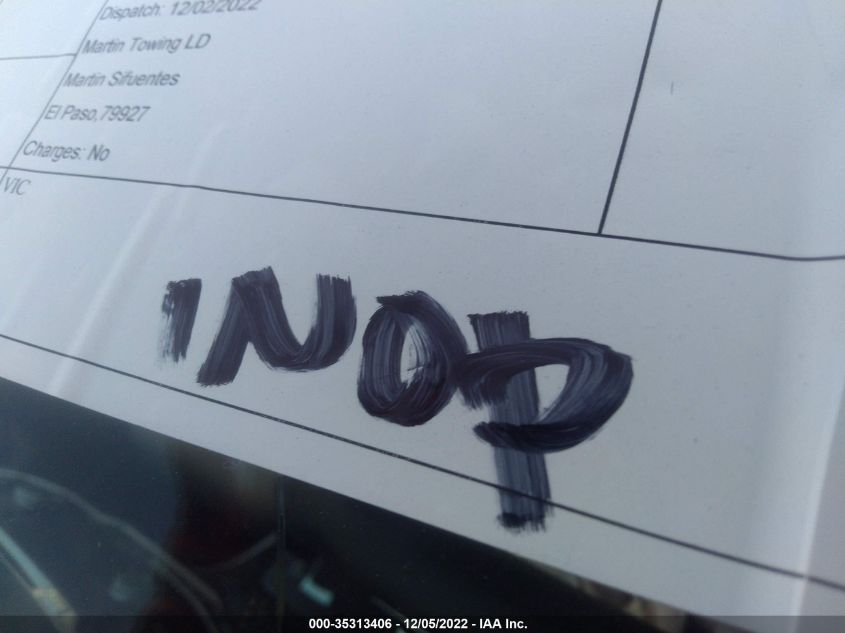 Dispatch: 12/02/2022
Martin Towing LD
Martin Sifuentes
El Paso,79927
Charges: No
VIC
INOP
000-35313406 - 12/05/2022 - IAA Inc.